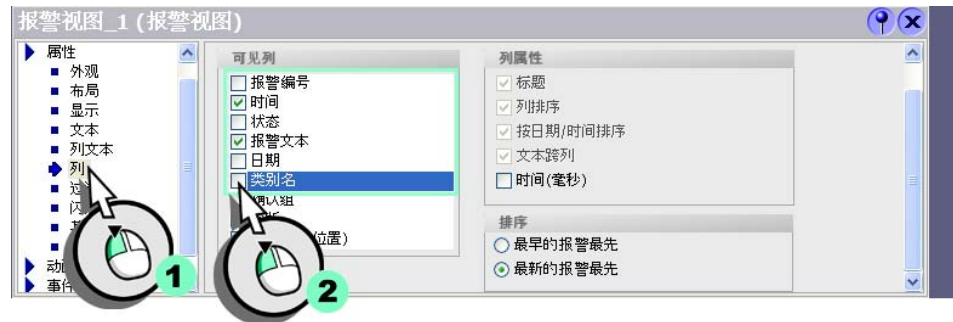 报警视图_1 (报警视图)
属性
外观
布局
显示
文本
列文本
列
动
事件
可见列
报警编号
时间
状态
报警文本
日期
类别名
确认组
位置)
列属性
标题
列排序
按日期/时间排序
文本跨列
时间(毫秒)
排序
最早的报警最先
最新的报警最先
1
2